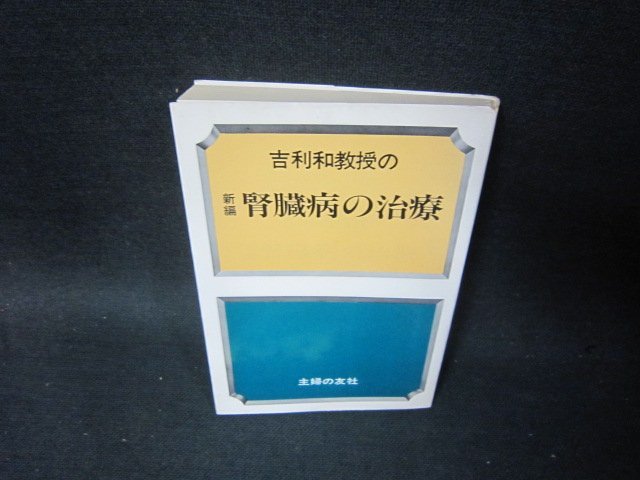 吉利和教授の
新編 腎臓病の治療
主婦の友社